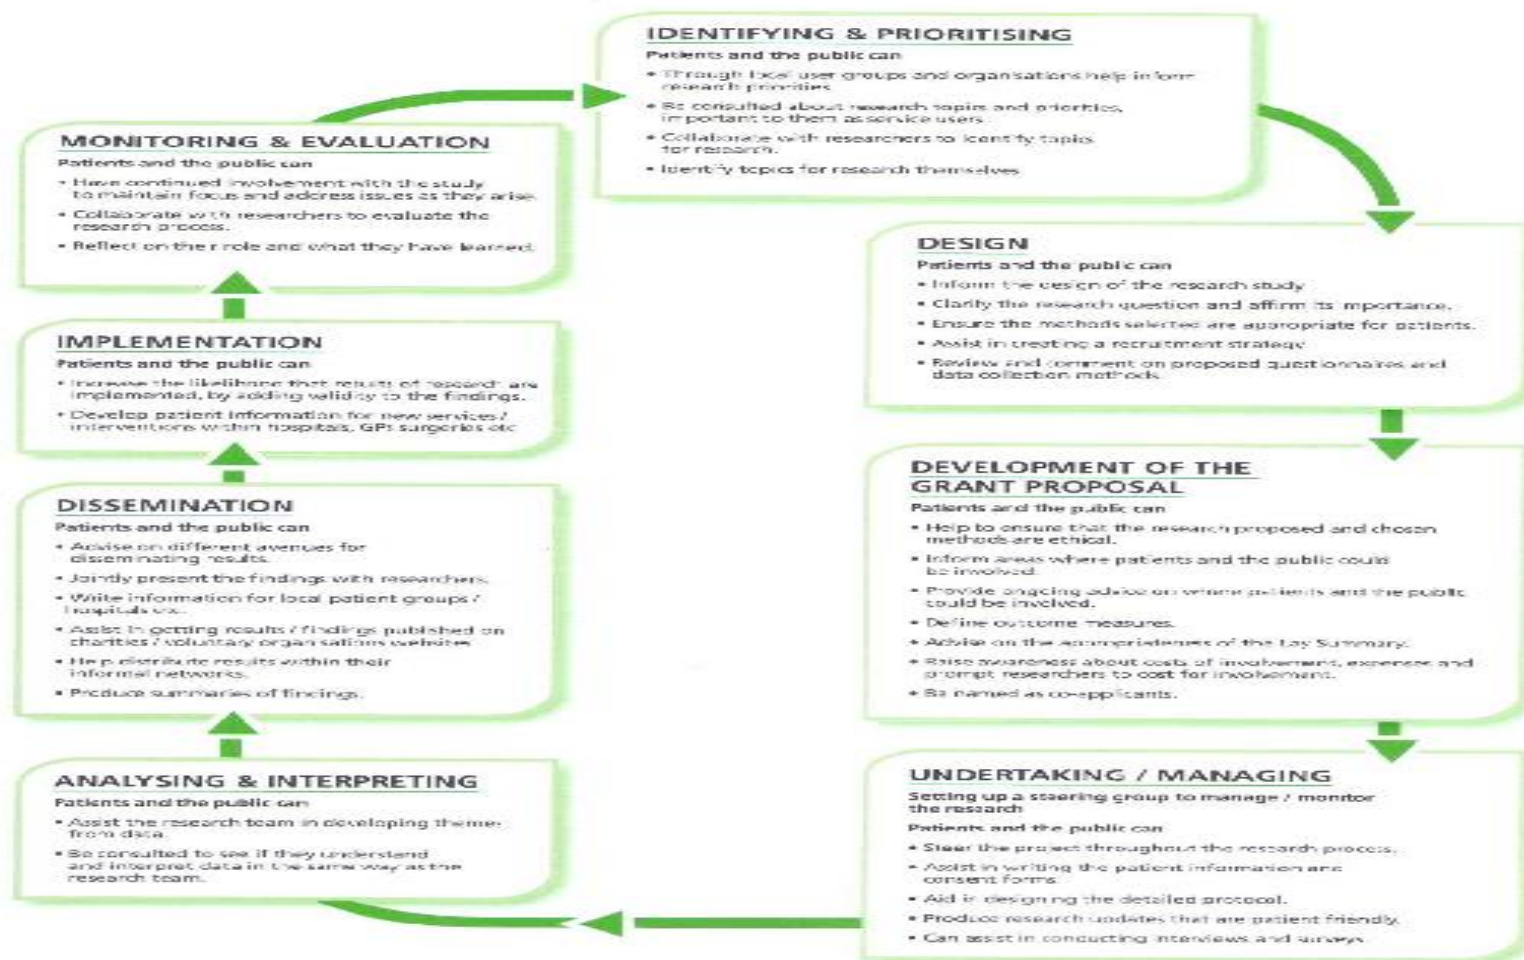 IDENTIFYING & PRIORITISING
Patients and the public can
• Through local user groups and organisations help inform
research priorities
• Be consulted about research topics and priorities,
important to them as service users
• Collaborate with researchers to identify topics
for research.
• Identify topics for research themselves
DESIGN
Patients and the public can
• Inform the design of the research study
• Clarify the research question and affirm its importance.
• Ensure the methods selected are appropriate for patients.
• Assist in creating a recruitment strategy
• Review and comment on proposed questionnaires and
data collection methods.
DEVELOPMENT OF THE
GRANT PROPOSAL
Patients and the public can
• Help to ensure that the research proposed and chosen
methods are ethical.
• Inform areas where patients and the public could
be involved.
• Provide ongoing advice on where patients and the public
could be involved.
• Define outcome measures.
• Advise on the appropriateness of the Lay Summary.
• Raise awareness about costs of involvement, expenses and
prompt researchers to cost for involvement.
• Be named as co-applicants.
UNDERTAKING / MANAGING
Setting up a steering group to manage / monitor
the research
Patients and the public can
• Steer the project throughout the research process.
• Assist in writing the patient information and
consent forms.
• Aid in designing the detailed protocol.
• Produce research updates that are patient friendly.
• Can assist in conducting interviews and surveys.
ANALYSING & INTERPRETING
Patients and the public can
• Assist the research team in developing themes
from data.
• Be consulted to see if they understand
and interpret data in the same way as the
research team.
DISSEMINATION
Patients and the public can
• Advise on different avenues for
disseminating results.
• Jointly present the findings with researchers.
• Write information for local patient groups /
hospitals etc.
• Assist in getting results / findings published on
charities / voluntary organisations websites
• Help distribute results within their
informal networks.
• Produce summaries of findings.
IMPLEMENTATION
Patients and the public can
• Increase the likelihood that results of research are
implemented, by adding validity to the findings.
• Develop patient information for new services /
interventions within hospitals, GPs surgeries etc
MONITORING & EVALUATION
Patients and the public can
• Have continued involvement with the study
to maintain focus and address issues as they arise.
• Collaborate with researchers to evaluate the
research process.
• Reflect on their role and what they have learned.